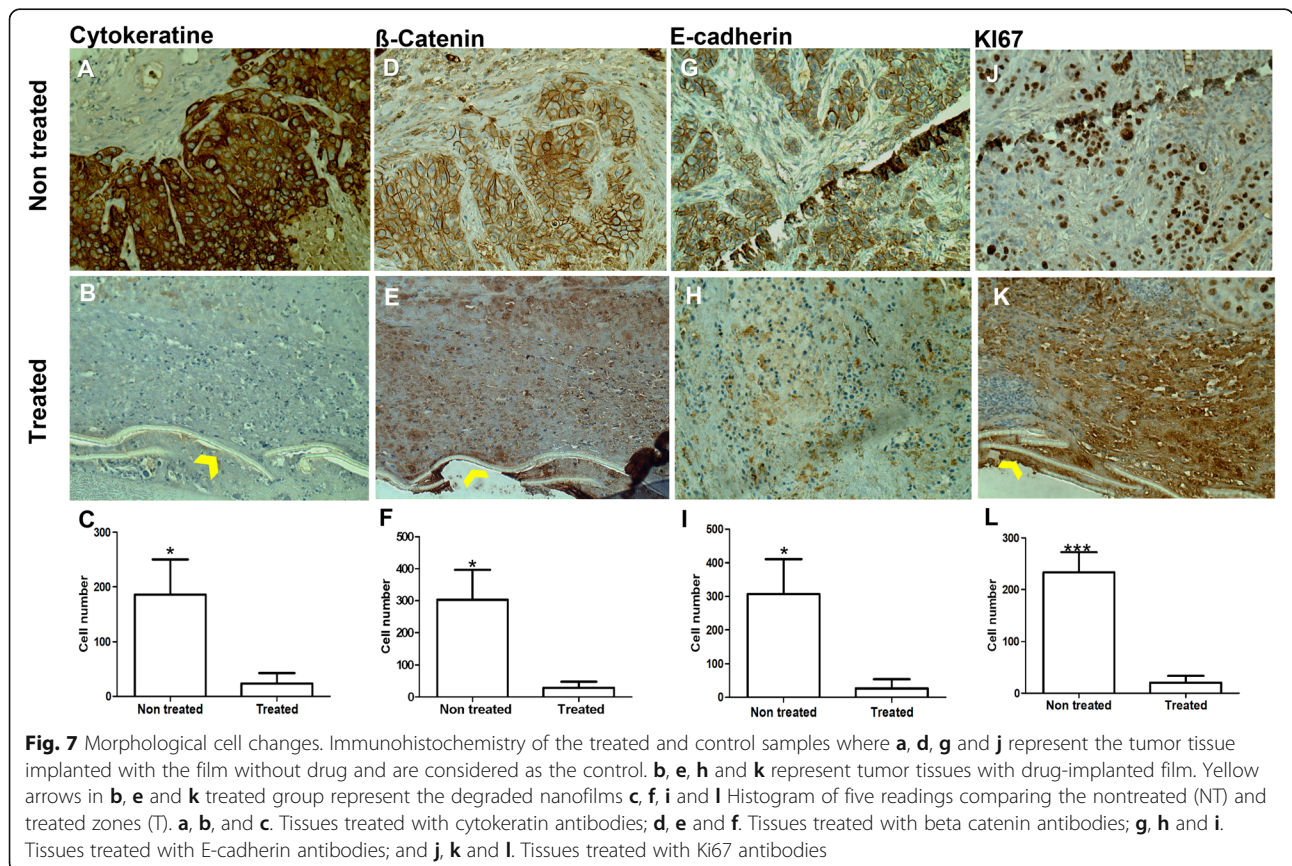 Cytokeratine ß-Catenin E-cadherin KI67
Non treated
A D G J
Treated
B E H K
C
300
200
100
0
Cell number
*
Non treated Treated
F
500
400
300
200
100
0
Cell number
*
Non treated Treated
I
500
400
300
200
100
0
Cell number
*
Non treated Treated
L
300
200
100
0
Cell number
***
Non treated Treated
Fig. 7 Morphological cell changes. Immunohistochemistry of the treated and control samples where a, d, g and j represent the tumor tissue
implanted with the film without drug and are considered as the control. b, e, h and k represent tumor tissues with drug-implanted film. Yellow
arrows in b, e and k treated group represent the degraded nanofilms c, f, i and l Histogram of five readings comparing the nontreated (NT) and
treated zones (T). a, b, and c. Tissues treated with cytokeratin antibodies; d, e and f. Tissues treated with beta catenin antibodies; g, h and i.
Tissues treated with E-cadherin antibodies; and j, k and l. Tissues treated with Ki67 antibodies